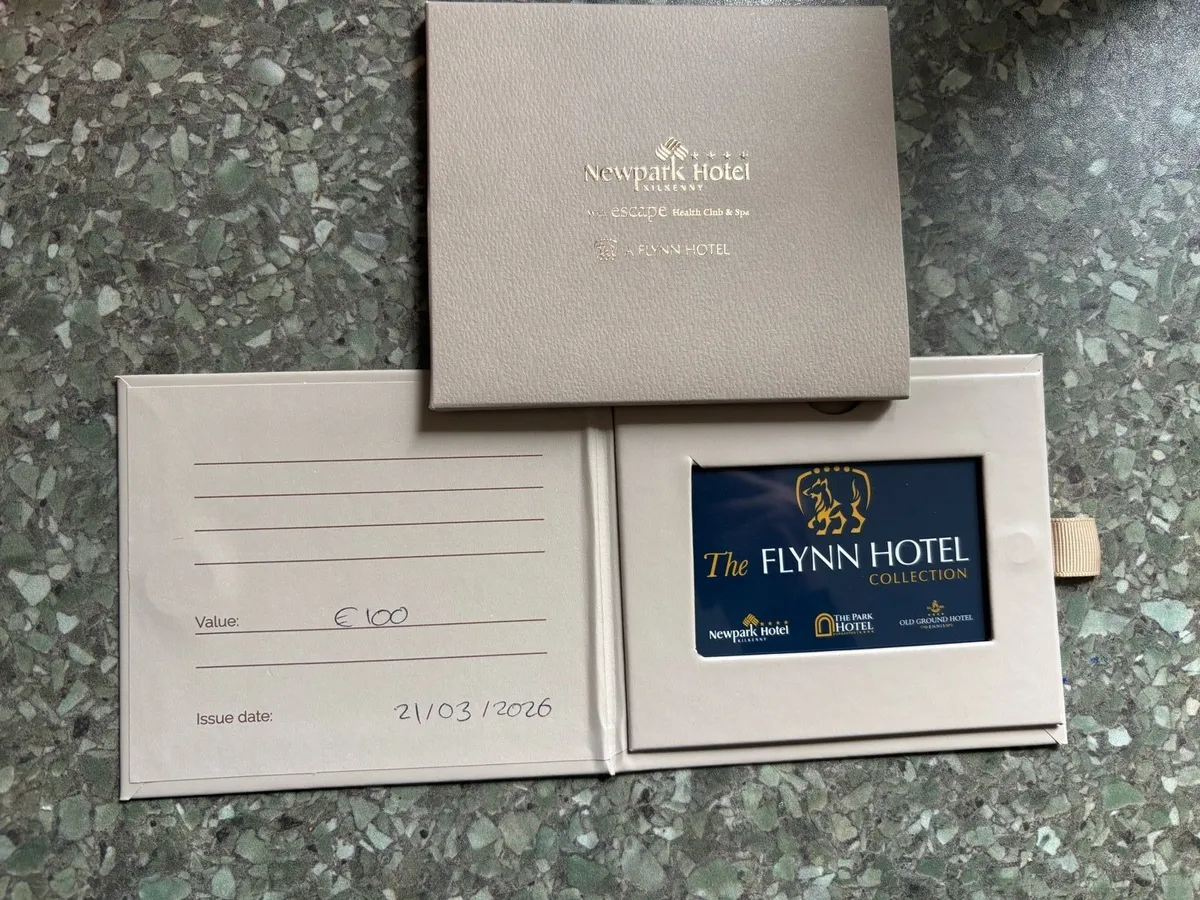 Newpark Hotel
KILKENNY
escape Health Club & Spa
A FLYNN HOTEL
Value: €100
Issue date: 21/03/2026
The FLYNN HOTEL
COLLECTION
Newpark Hotel
KILKENNY
THE PARK
HOTEL
OLD GROUND HOTEL